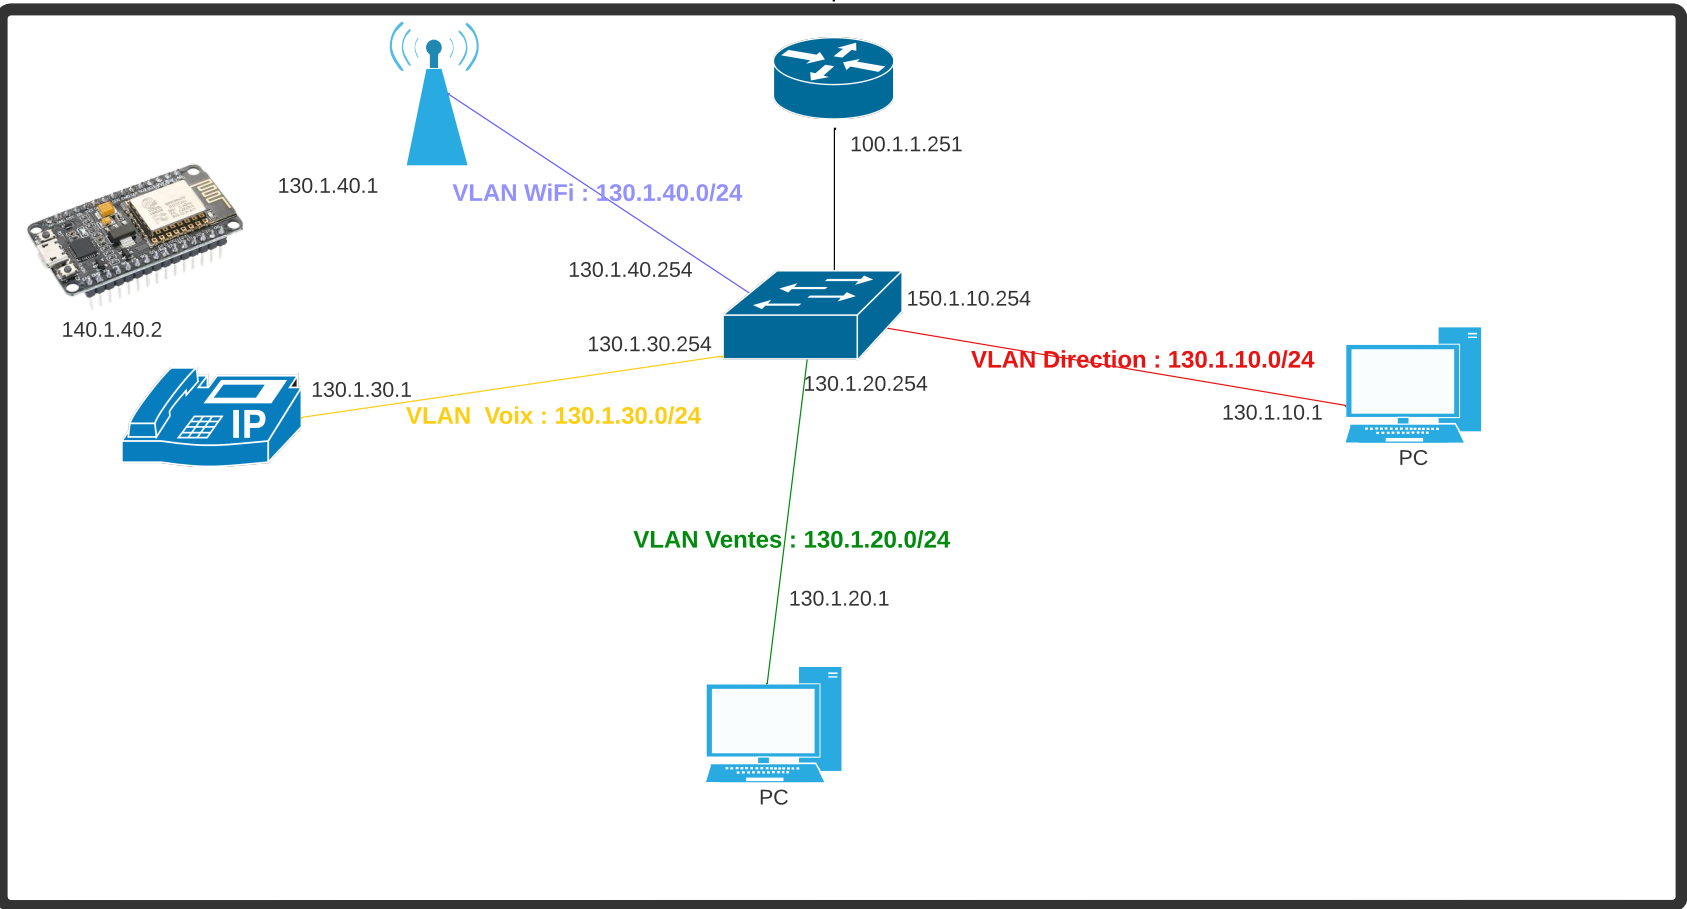 100.1.1.251
130.1.40.1
VLAN WiFi : 130.1.40.0/24
130.1.40.254
150.1.10.254
140.1.40.2
130.1.30.254
VLAN Direction : 130.1.10.0/24
130.1.20.254
130.1.30.1
IP
VLAN  Voix : 130.1.30.0/24
130.1.10.1
PC
VLAN Ventes : 130.1.20.0/24
130.1.20.1
PC